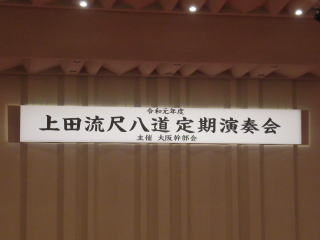 令和元年度
上田流尺八道定期演奏会
主催 大阪幹部会